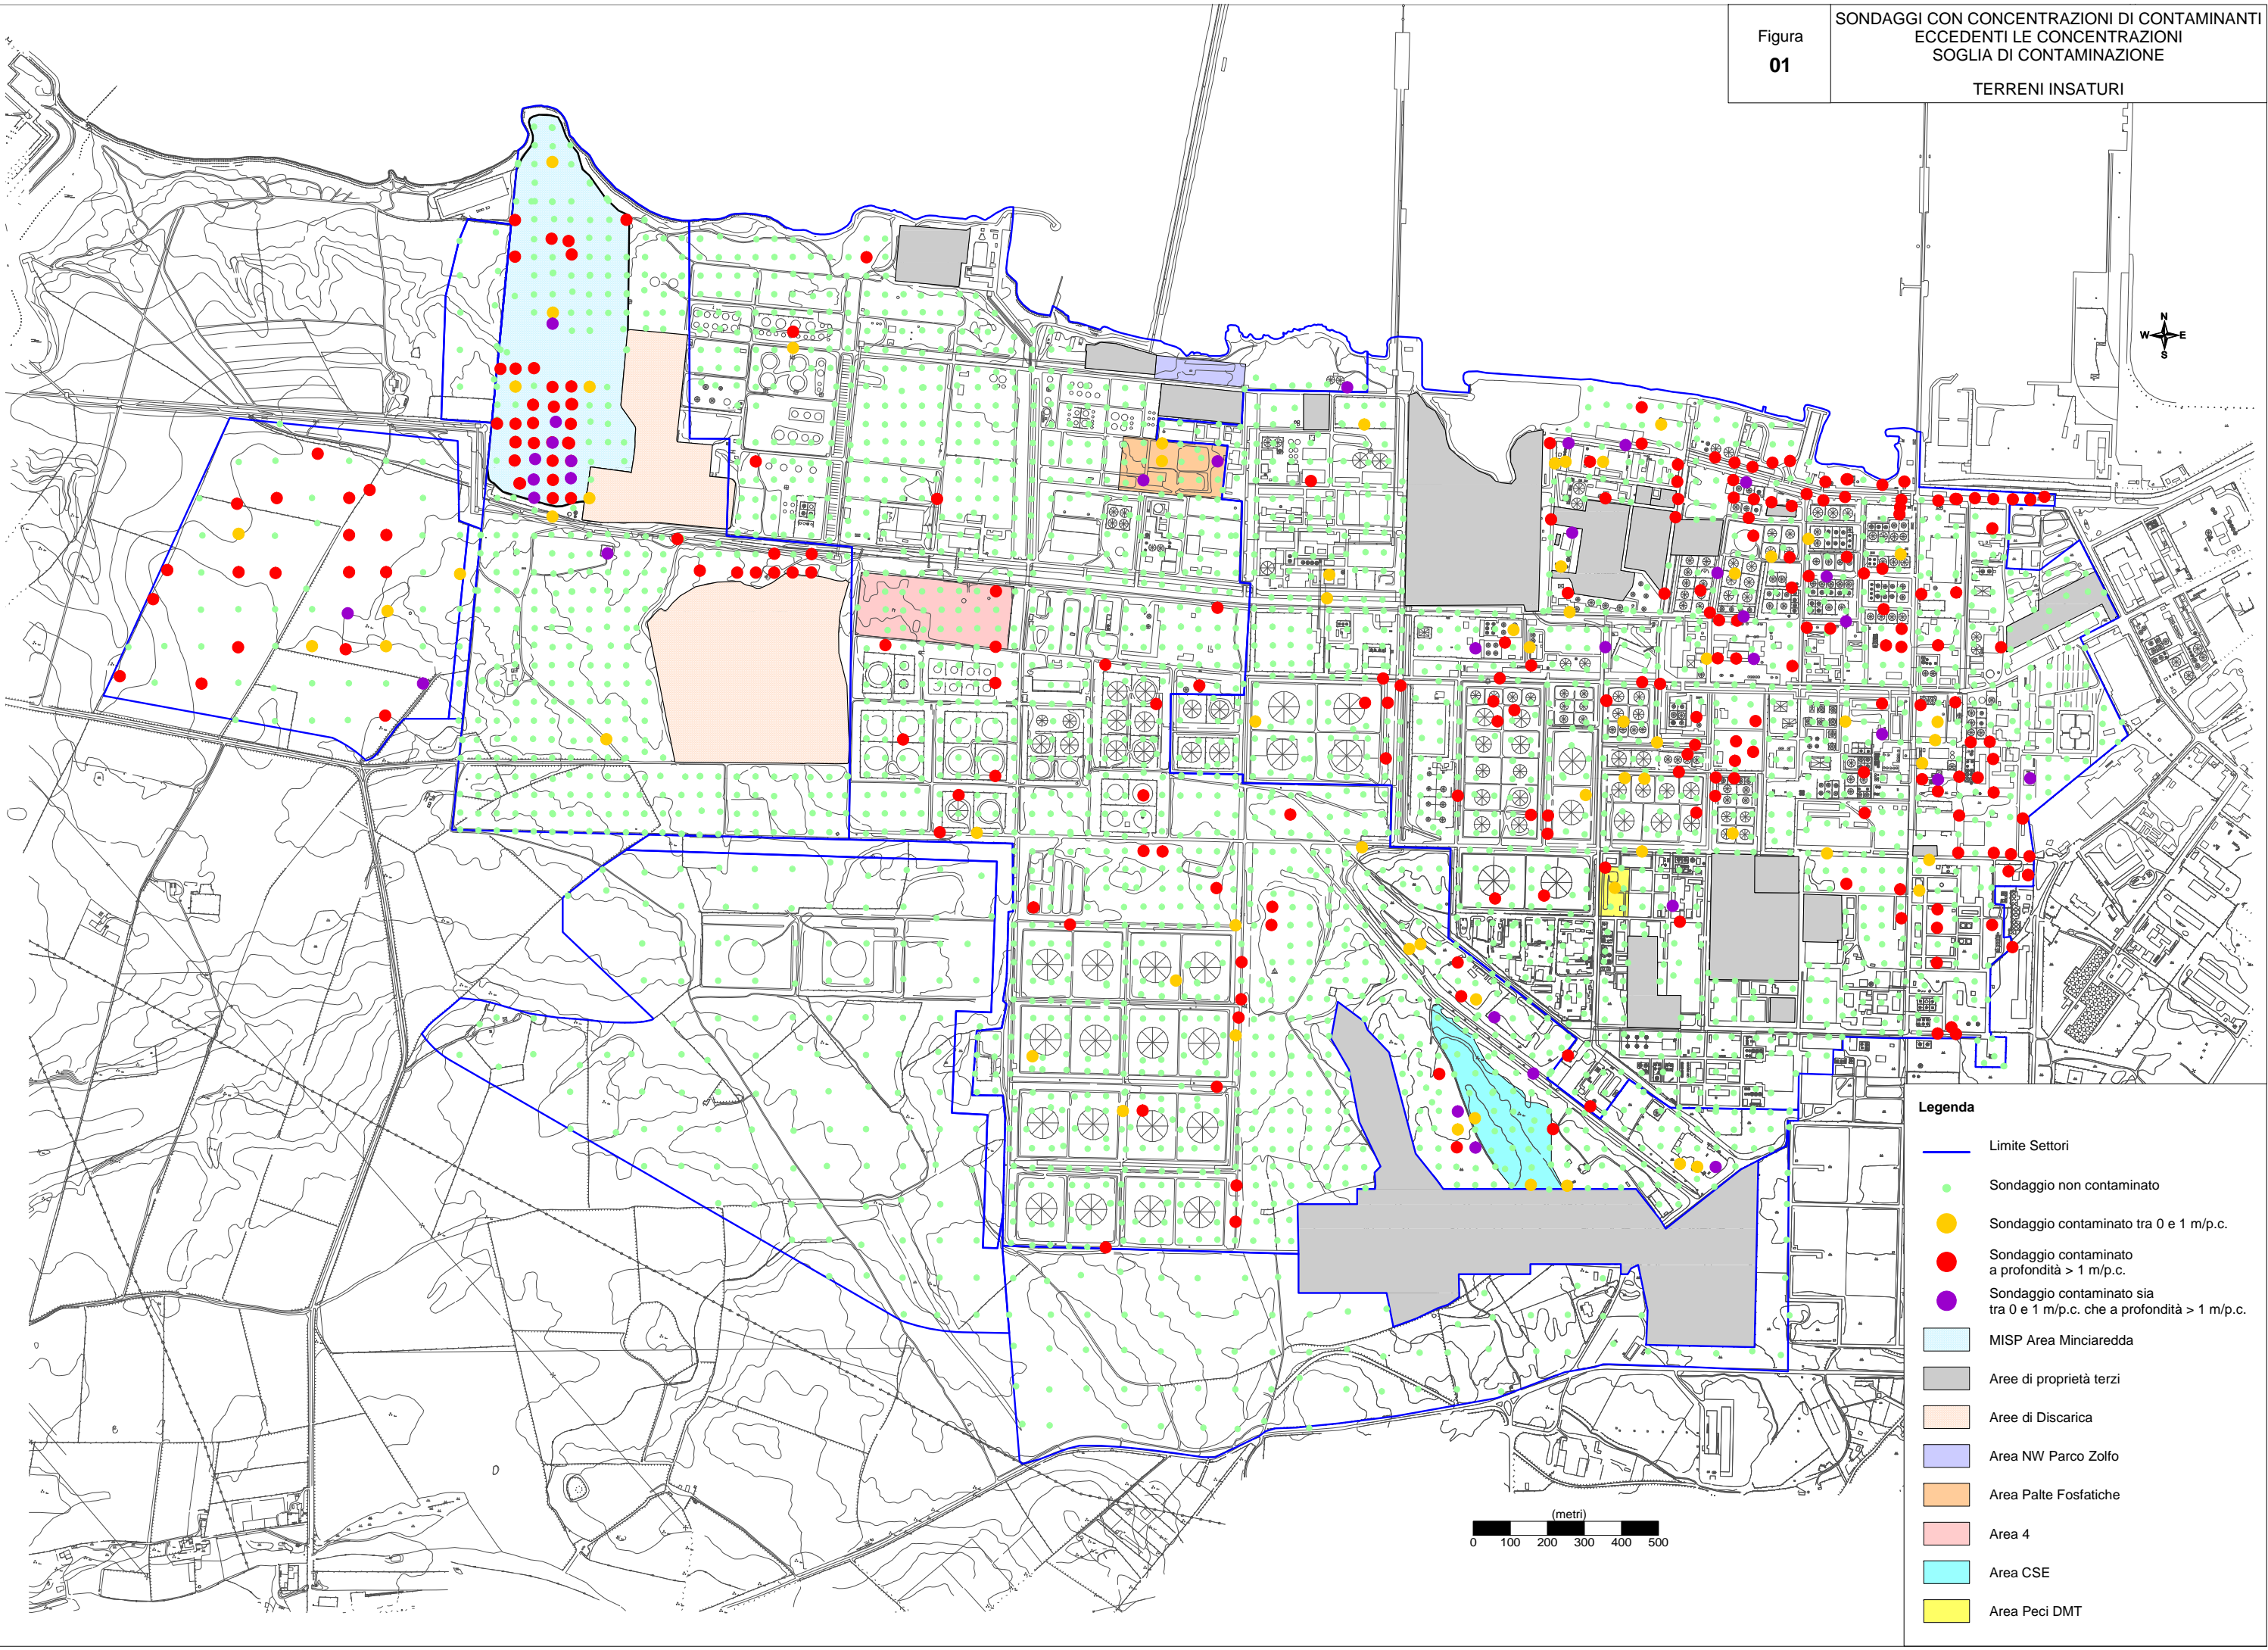 Figura
01
SONDAGGI CON CONCENTRAZIONI DI CONTAMINANTI
ECCEDENTI LE CONCENTRAZIONI
SOGLIA DI CONTAMINAZIONE
TERRENI INSATURI
N
W E
S
Legenda
Limite Settori
Sondaggio non contaminato
Sondaggio contaminato tra 0 e 1 m/p.c.
Sondaggio contaminato
a profondità > 1 m/p.c.
Sondaggio contaminato sia
tra 0 e 1 m/p.c. che a profondità > 1 m/p.c.
MISP Area Minciaredda
Aree di proprietà terzi
Aree di Discarica
Area NW Parco Zolfo
Area Palte Fosfatiche
Area 4
Area CSE
Area Peci DMT
(metri)
0 100 200 300 400 500